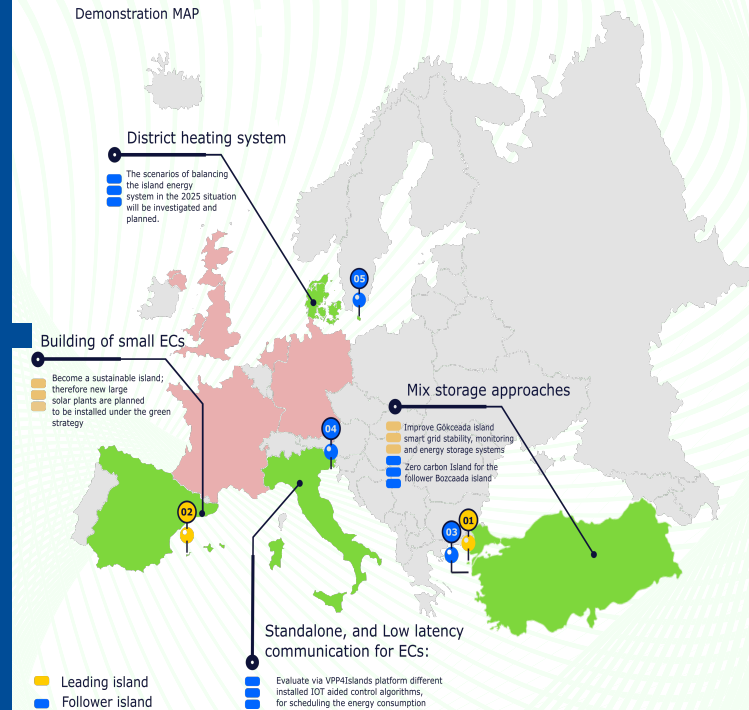 Demonstration MAP
District heating system
The scenarios of balancing
the island energy
system in the 2025 situation
will be investigated and
planned.
05
Building of small ECs
Become a sustainable island;
therefore new large
solar plants are planned
to be installed under the green
strategy
Mix storage approaches
Improve Gökceada island
smart grid stability, monitoring
and energy storage systems
Zero carbon Island for the
follower Bozcaada island
04
02
03
01
Standalone, and Low latency
communication for ECs:
Evaluate via VPP4Islands platform different
installed IOT aided control algorithms,
for scheduling the energy consumption
Leading island
Follower island